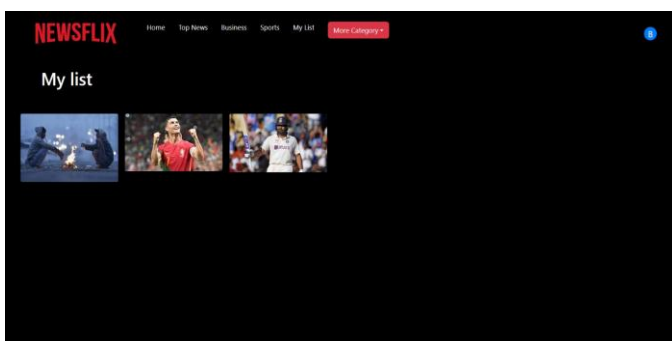 NEWSFLIX
Home Top News Business Sports My List More Category
B
My list